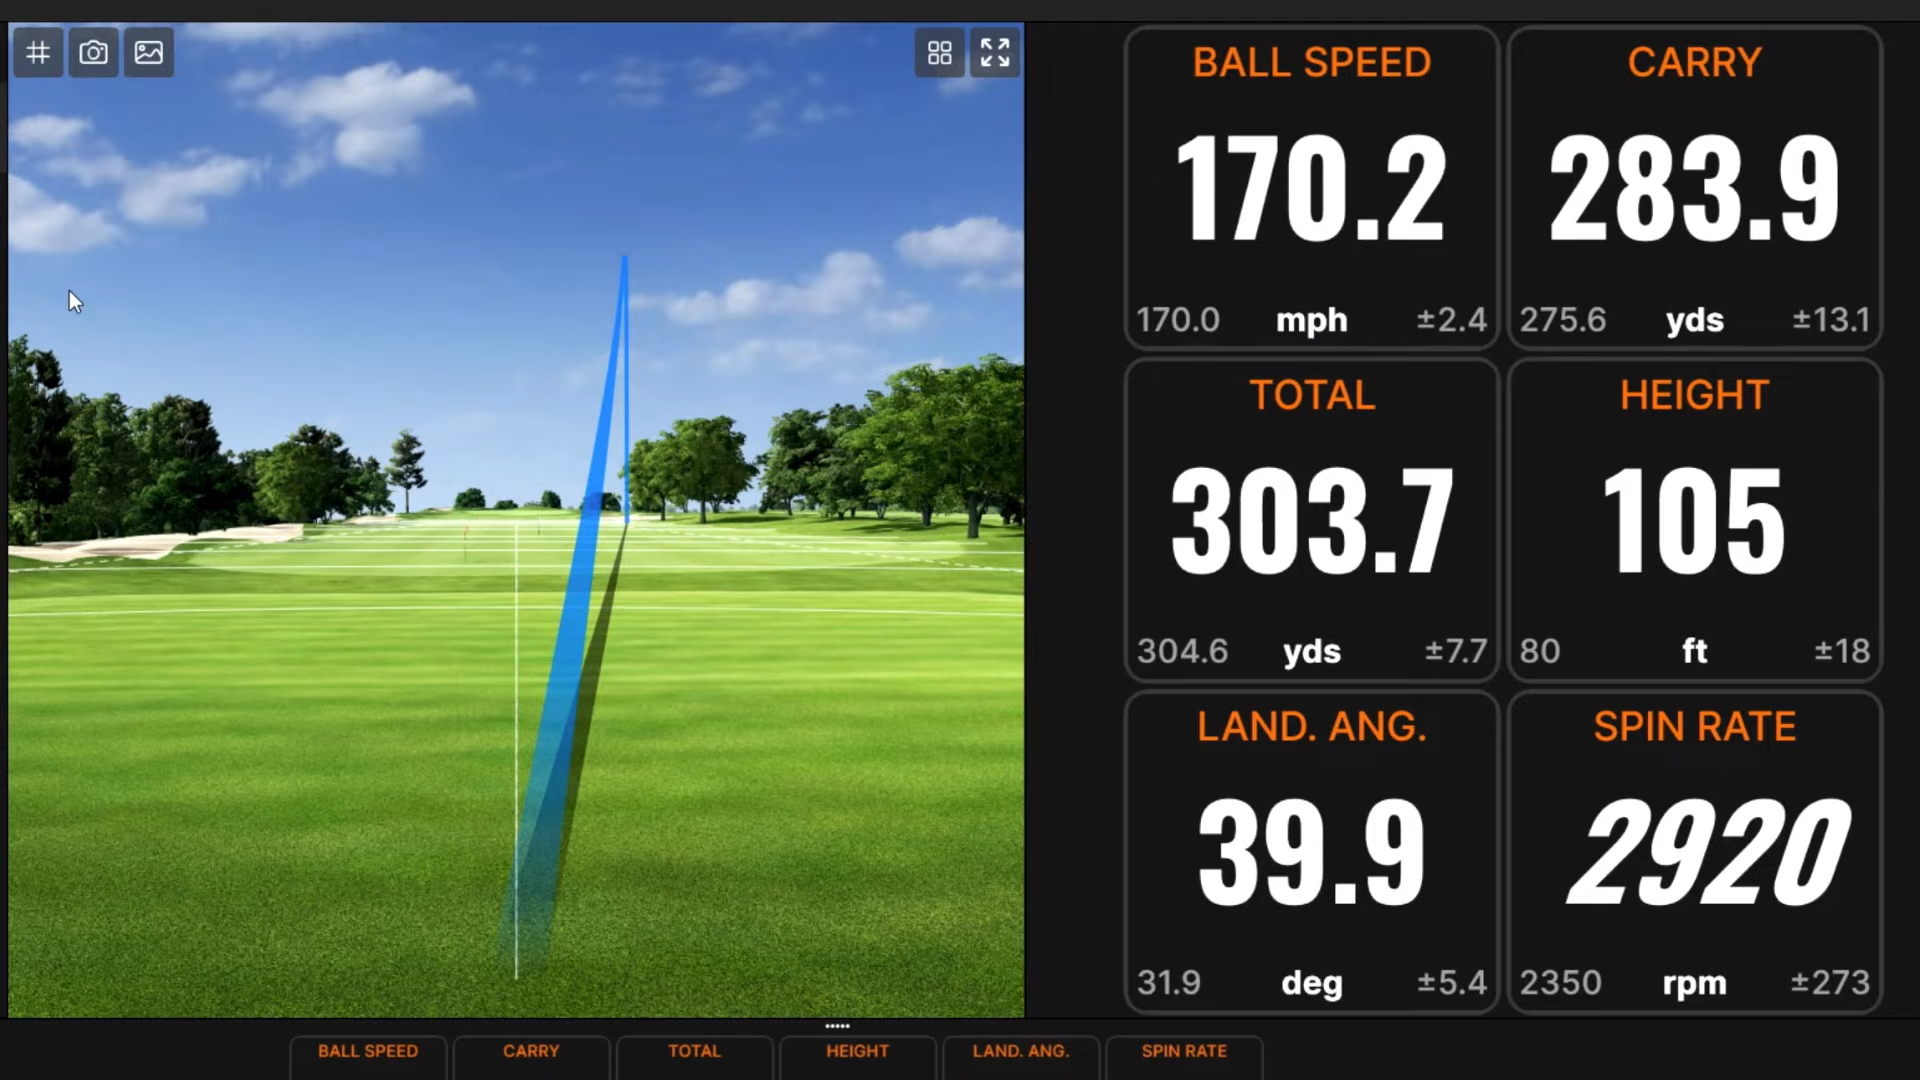 BALL SPEED
170.2
170.0 mph ±2.4
CARRY
283.9
275.6 yds ±13.1
TOTAL
303.7
304.6 yds ±7.7
HEIGHT
105
80 ft ±18
LAND. ANG.
39.9
31.9 deg ±5.4
SPIN RATE
2920
2350 rpm ±273
BALL SPEED CARRY TOTAL HEIGHT LAND. ANG. SPIN RATE